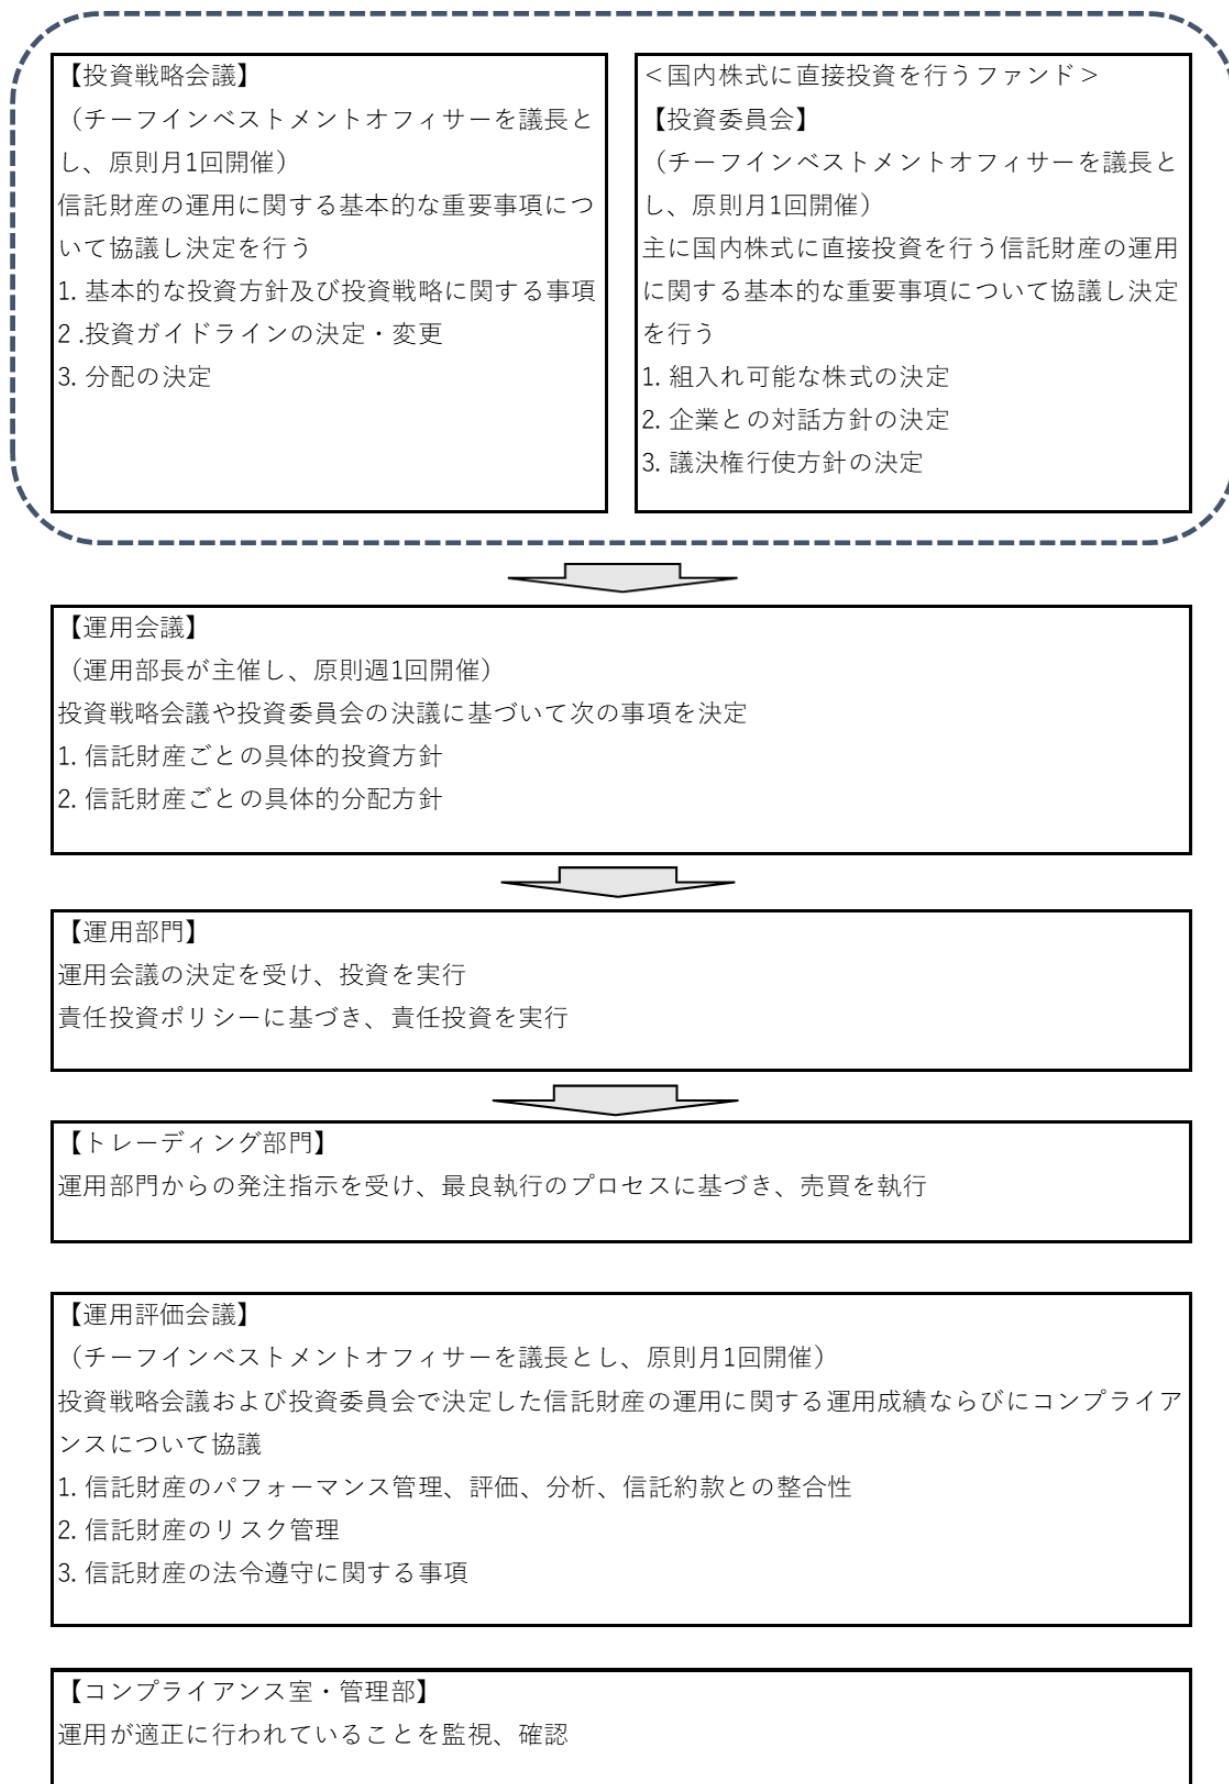 【投資戦略会議】
（チーフインベストメントオフィサーを議長と
し、原則月1回開催）
信託財産の運用に関する基本的な重要事項につ
いて協議し決定を行う
1. 基本的な投資方針及び投資戦略に関する事項
2 .投資ガイドラインの決定・変更
3. 分配の決定
＜国内株式に直接投資を行うファンド＞
【投資委員会】
（チーフインベストメントオフィサーを議長と
し、原則月1回開催）
主に国内株式に直接投資を行う信託財産の運用
に関する基本的な重要事項について協議し決定
を行う
1. 組入れ可能な株式の決定
2. 企業との対話方針の決定
3. 議決権行使方針の決定
【運用会議】
（運用部長が主催し、原則週1回開催）
投資戦略会議や投資委員会の決議に基づいて次の事項を決定
1. 信託財産ごとの具体的投資方針
2. 信託財産ごとの具体的分配方針
【運用部門】
運用会議の決定を受け、投資を実行
責任投資ポリシーに基づき、責任投資を実行
【トレーディング部門】
運用部門からの発注指示を受け、最良執行のプロセスに基づき、売買を執行
【運用評価会議】
（チーフインベストメントオフィサーを議長とし、原則月1回開催）
投資戦略会議および投資委員会で決定した信託財産の運用に関する運用成績ならびにコンプライア
ンスについて協議
1. 信託財産のパフォーマンス管理、評価、分析、信託約款との整合性
2. 信託財産のリスク管理
3. 信託財産の法令遵守に関する事項
【コンプライアンス室・管理部】
運用が適正に行われていることを監視、確認